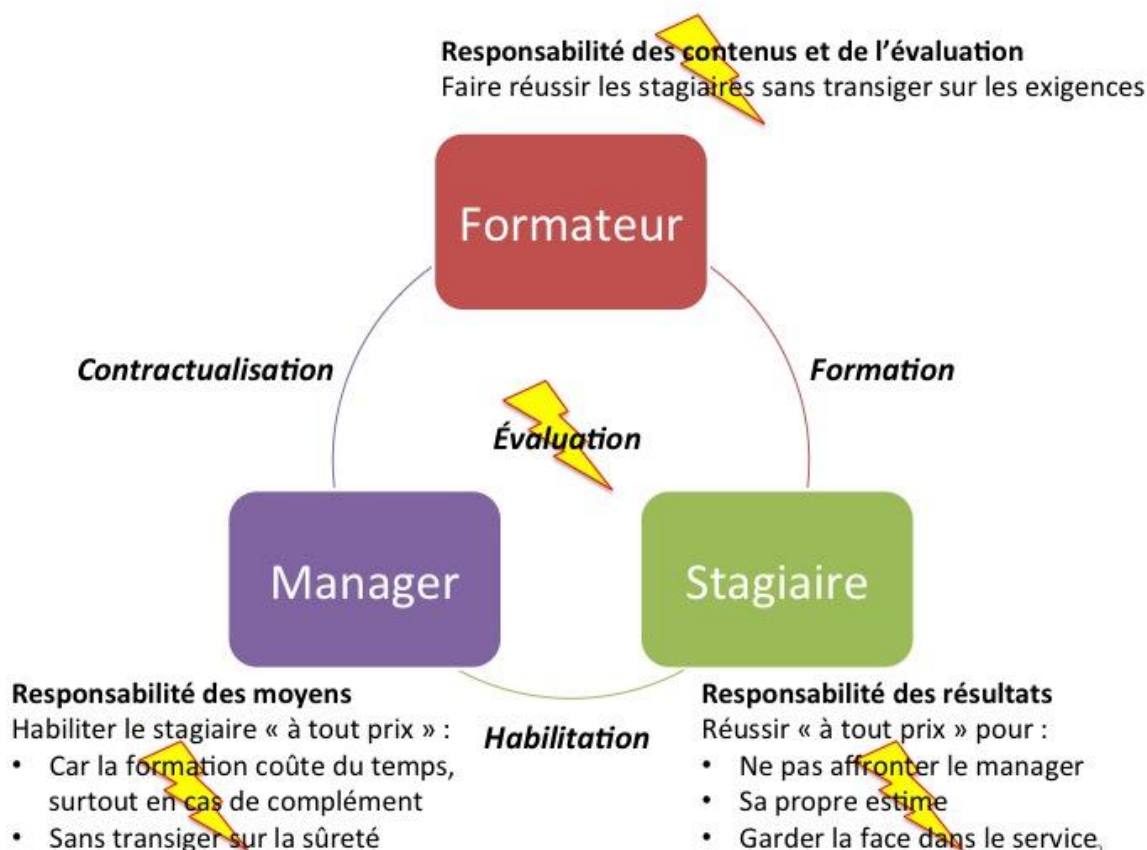 Responsabilité des contenus et de l’évaluation
Faire réussir les stagiaires sans transiger sur les exigences
Formateur
Contractualisation
Formation
Évaluation
Manager
Stagiaire
Responsabilité des moyens
Habiliter le stagiaire « à tout prix » :
• Car la formation coûte du temps,
surtout en cas de complément
• Sans transiger sur la sûreté
Habilitation
Responsabilité des résultats
Réussir « à tout prix » pour :
• Ne pas affronter le manager
• Sa propre estime
• Garder la face dans le service